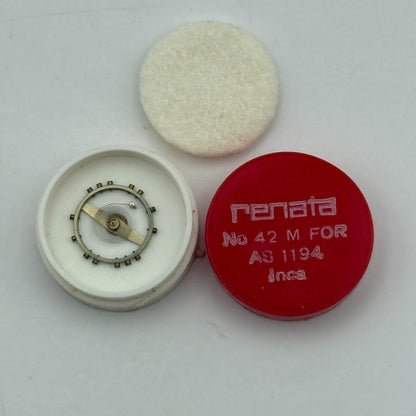 renata
No 42 M FOR
AS 1194
Inca